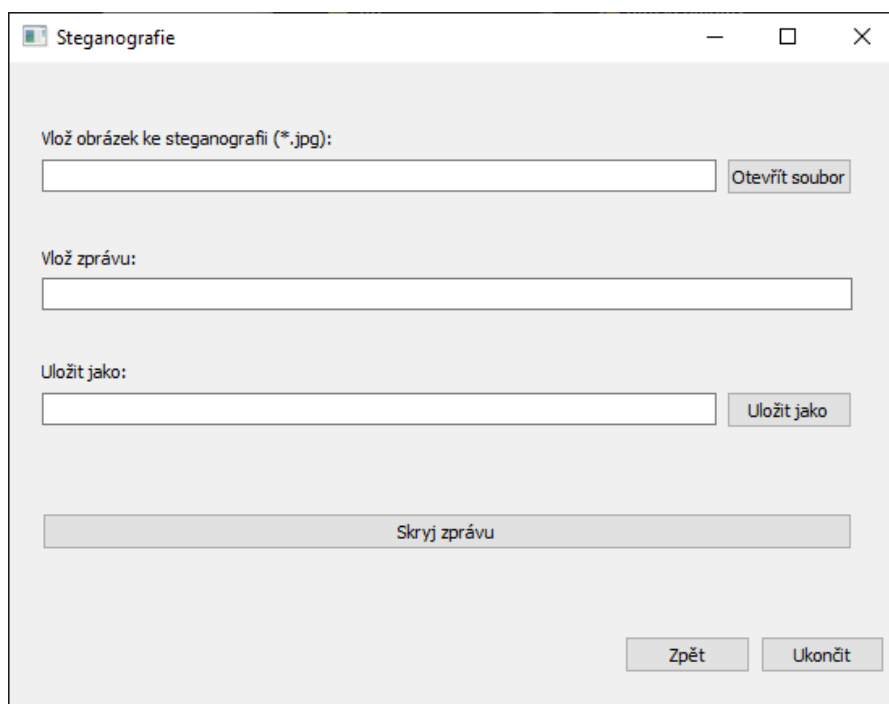 Steganografie
Vlož obrázek ke steganografii (*.jpg):
Otevřít soubor
Vlož zprávu:
Uložit jako:
Uložit jako
Skryj zprávu
Zpět
Ukončit